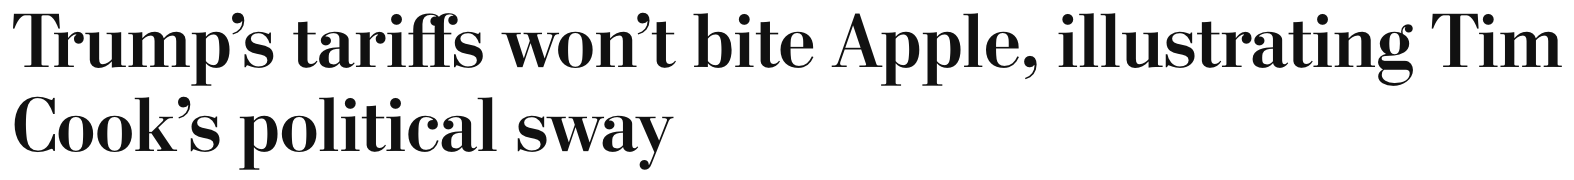 Trump’s tariffs won’t bite Apple, illustrating Tim
Cook’s political sway